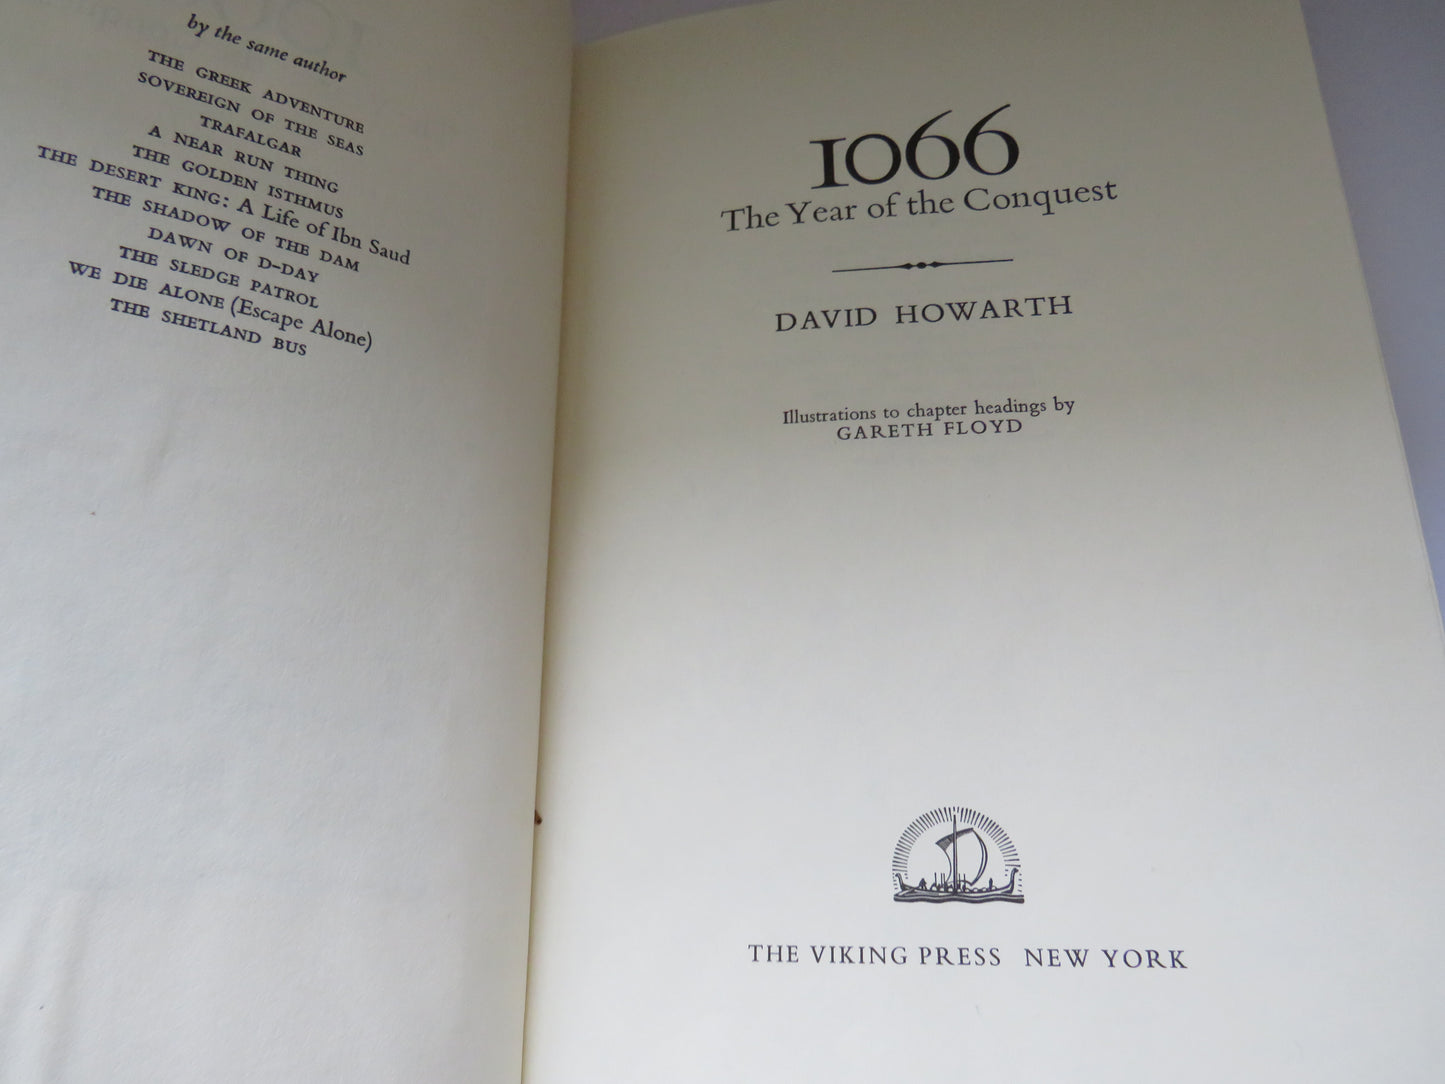 by the same author
THE GREEK ADVENTURE
SOVEREIGN OF THE SEAS
TRAFALGAR
A NEAR RUN THING
THE GOLDEN ISTHMUS
THE DESERT KING: A Life of Ibn Saud
THE SHADOW OF THE DAM
DAWN OF D-DAY
THE SLEDGE PATROL
WE DIE ALONE (Escape Alone)
THE SHETLAND BUS
1066
The Year of the Conquest
DAVID HOWARTH
Illustrations to chapter headings by
GARETH FLOYD
THE VIKING PRESS NEW YORK